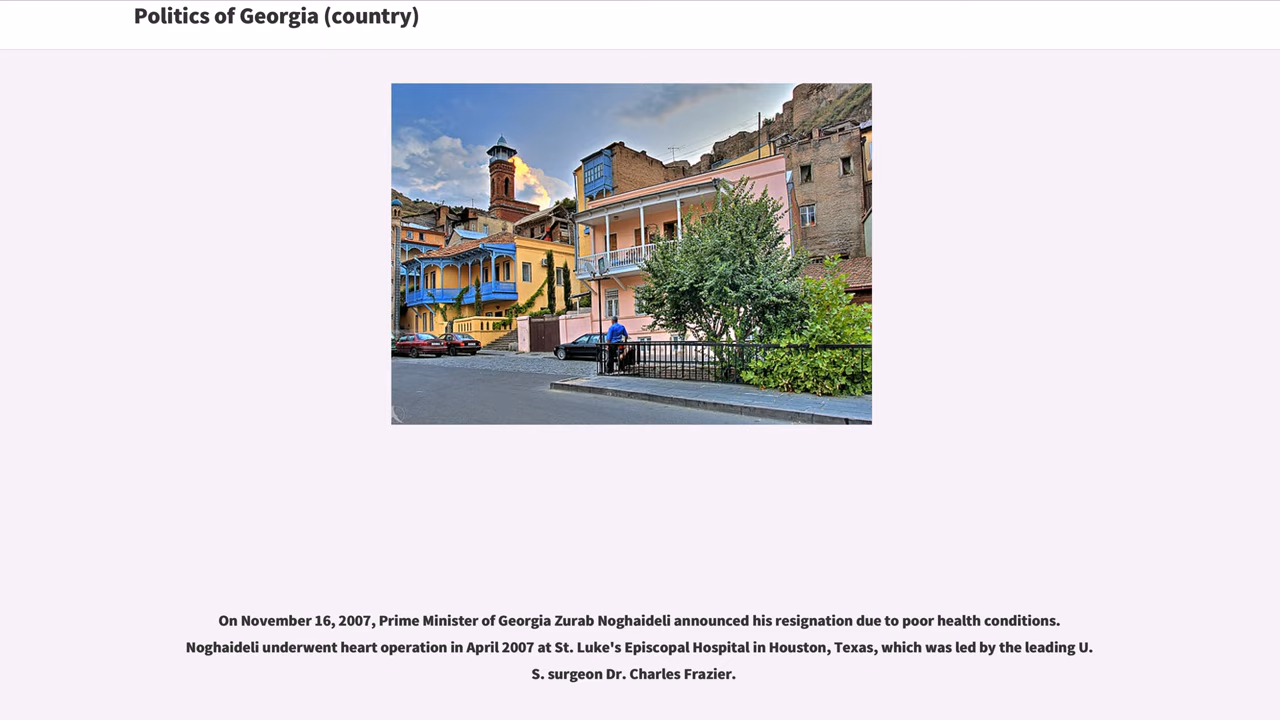 Politics of Georgia (country)
On November 16, 2007, Prime Minister of Georgia Zurab Noghaideli announced his resignation due to poor health conditions.
Noghaideli underwent heart operation in April 2007 at St. Luke's Episcopal Hospital in Houston, Texas, which was led by the leading U.
S. surgeon Dr. Charles Frazier.